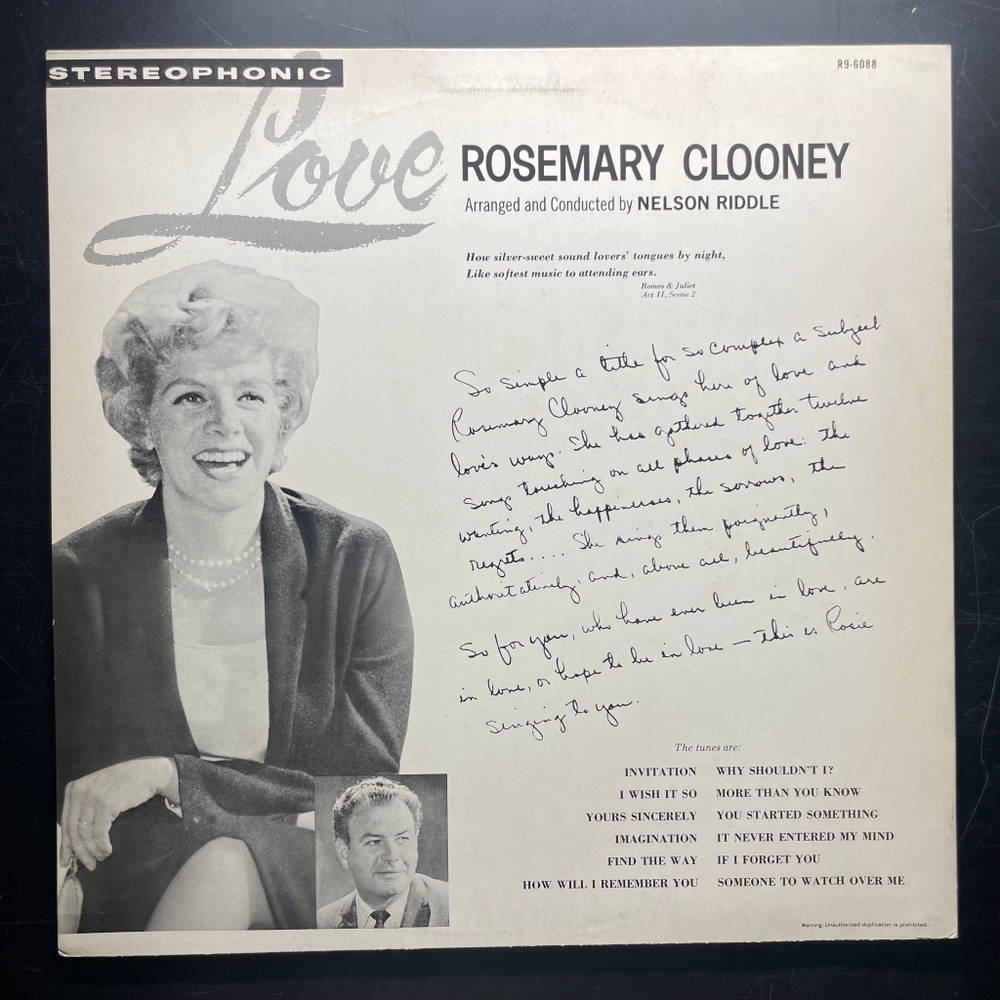 STEREOPHONIC
R9-6088
Love
ROSEMARY CLOONEY
Arranged and Conducted by NELSON RIDDLE
How silver-sweet sound lovers' tongues by night,
Like softest music to attending ears.
Romeo & Juliet
Act II, Scene 2
So simple a title for so complex a subject
Rosemary Clooney sings here of love and
love's ways. She has gathered together twelve
songs touching on all phases of love: the
wanting, the happinesses, the sorrows, the
regrets.... She sings them poignantly,
authoritatively, and, above all, beautifully.
So for you, who have ever been in love, are
in love, or hope to be in love — this is Rosie
singing to you.
The tunes are:
INVITATION WHY SHOULDN'T I?
I WISH IT SO MORE THAN YOU KNOW
YOURS SINCERELY YOU STARTED SOMETHING
IMAGINATION IT NEVER ENTERED MY MIND
FIND THE WAY IF I FORGET YOU
HOW WILL I REMEMBER YOU SOMEONE TO WATCH OVER ME
Warning: Unauthorized duplication is prohibited.